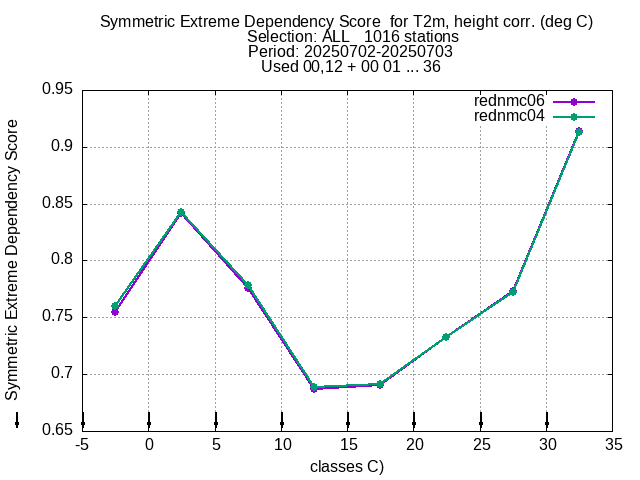 Symmetric Extreme Dependency Score  for T2m, height corr. (deg C)
Selection: ALL   1016 stations
Period: 20250702-20250703
Used 00,12 + 00 01 ... 36
rednmc06
rednmc04
Symmetric Extreme Dependency Score
0.95
0.9
0.85
0.8
0.75
0.7
0.65
-5 0 5 10 15 20 25 30 35
classes C)